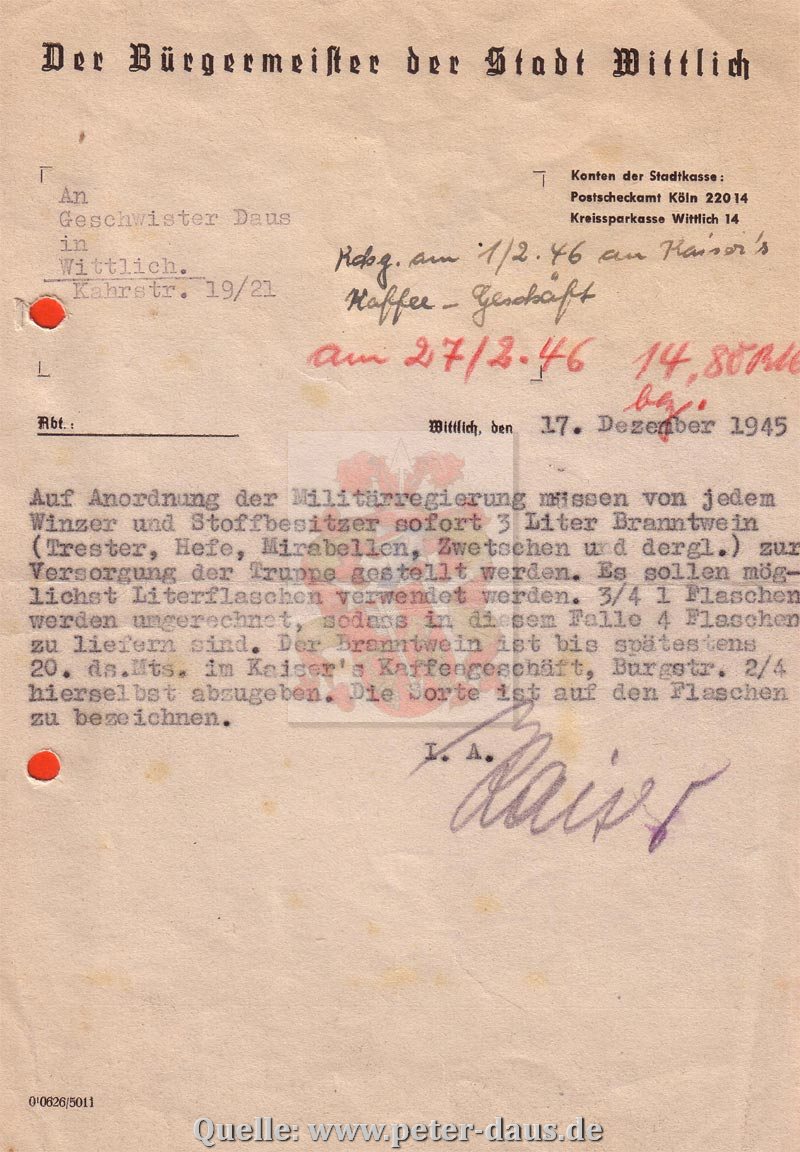 Der Bürgermeister der Stadt Wittlich
Konten der Stadtkasse:
Postscheckamt Köln 22014
Kreissparkasse Wittlich 14
An
Geschwister Daus
in
Wittlich.
Kahrstr. 19/21
am 1/2.46 an Kaiser's
Kaffee - Geschäft
am 27/2.46 14,80 RM
bz.
Abt.:
Wittlich, den 17. Dezember 1945
Auf Anordnung der Militärregierung müssen von jedem
Winzer und Stoffbesitzer sofort 3 Liter Branntwein
(Trester, Hefe, Mirabellen, Zwetschen und dergl.) zur
Versorgung der Truppe gestellt werden. Es sollen mög-
lichst Literflaschen verwendet werden. 3/4 l Flaschen
werden umgerechnet, sodass in diesem Falle 4 Flaschen
zu liefern sind. Der Branntwein ist bis spätestens
20. ds.Mts. im Kaiser's Kaffeegeschäft, Burgstr. 2/4
hierselbst abzugeben. Die Sorte ist auf den Flaschen
zu bezeichnen.
I. A.
Kaiser
0/0626/5011
Quelle: www.peter-daus.de